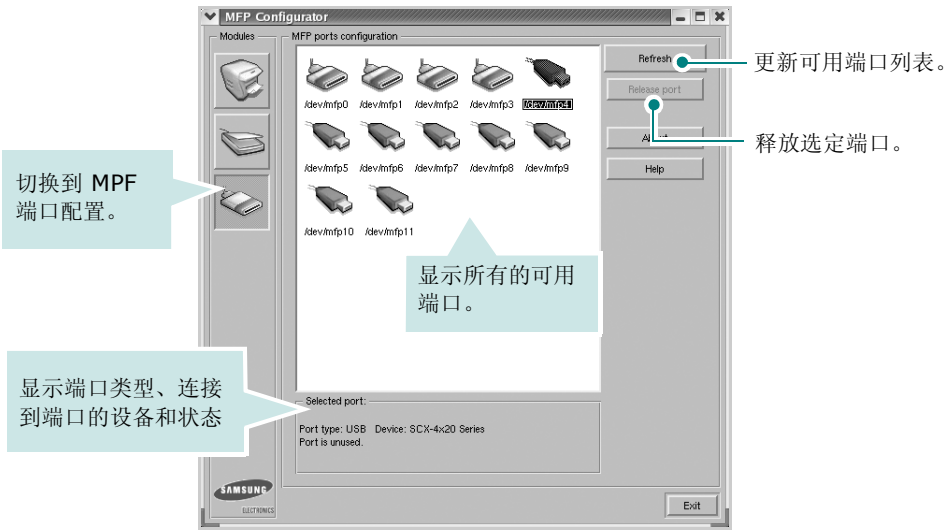 MFP Configurator
Modules
MFP ports configuration
/dev/mfp0 /dev/mfp1 /dev/mfp2 /dev/mfp3 /dev/mfp4
/dev/mfp5 /dev/mfp6 /dev/mfp7 /dev/mfp8 /dev/mfp9
/dev/mfp10 /dev/mfp11
Refresh
更新可用端口列表。
Release port
释放选定端口。
Help
切换到 MPF
端口配置。
显示所有的可用
端口。
显示端口类型、连接
到端口的设备和状态
Selected port:
Port type: USB Device: SCX-4x20 Series
Port is unused.
SAMSUNG
ELECTRONICS
Exit